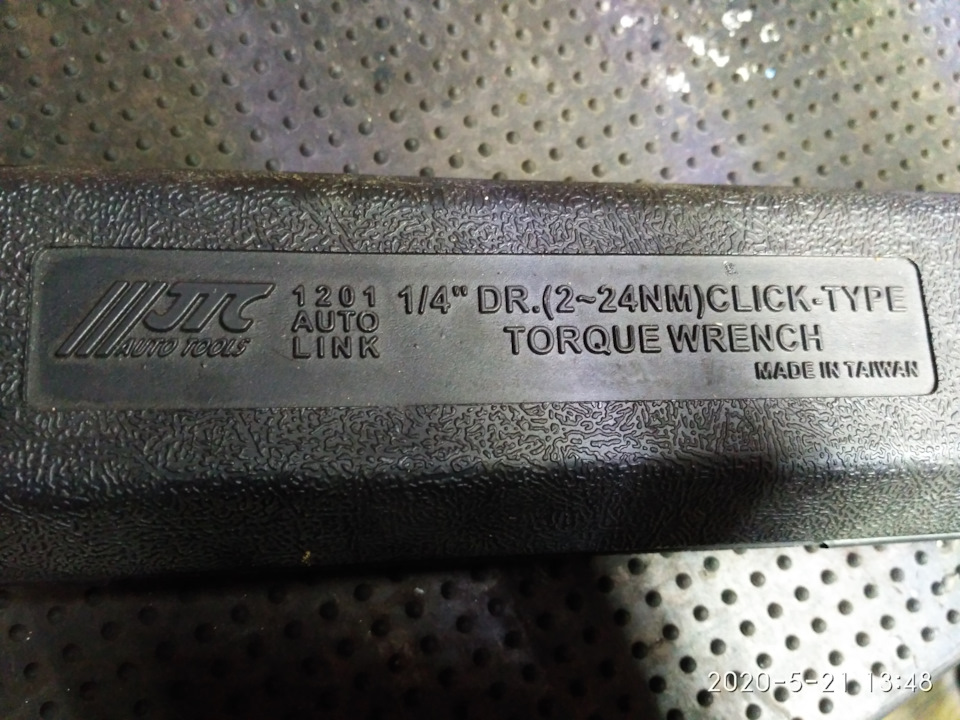 JTC
AUTO TOOLS
1201
AUTO
LINK
1/4" DR.(2~24NM)CLICK-TYPE
TORQUE WRENCH
MADE IN TAIWAN
2020-5-21 13:48